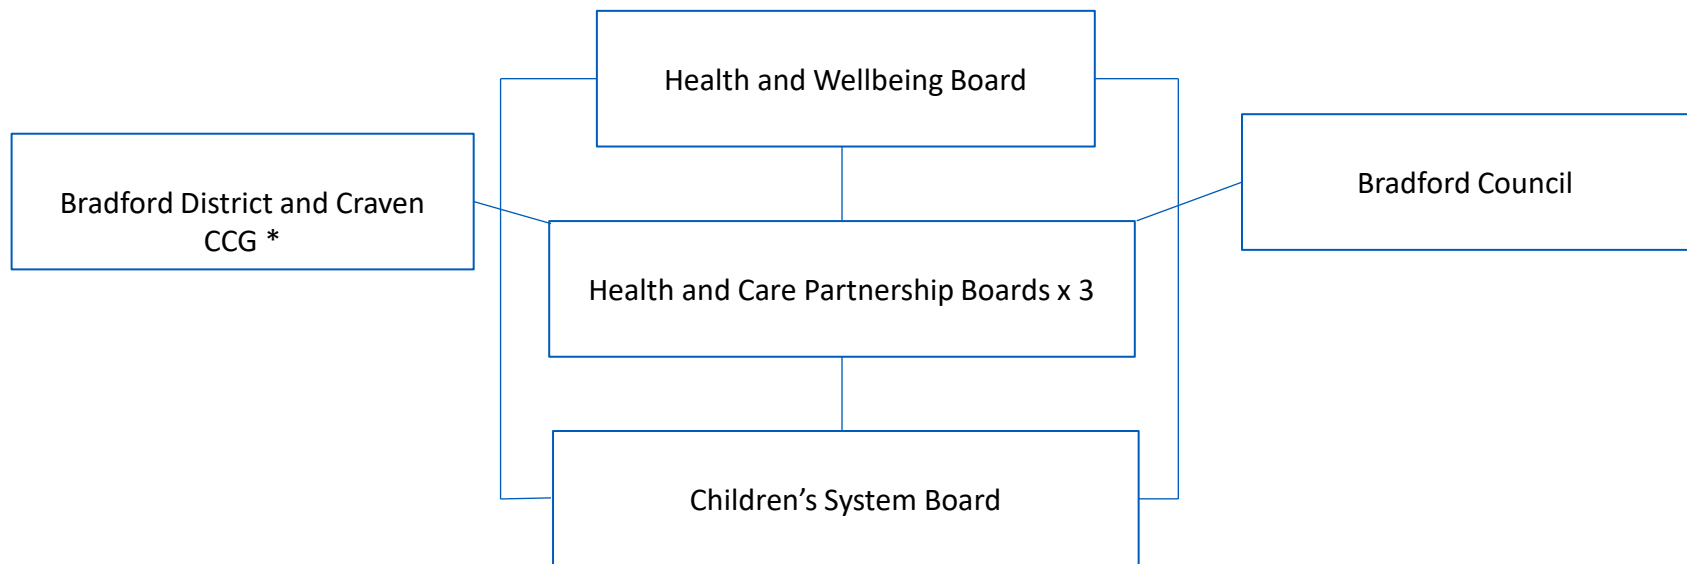 Health and Wellbeing Board
Bradford District and Craven
CCG *
Bradford Council
Health and Care Partnership Boards x 3
Children’s System Board